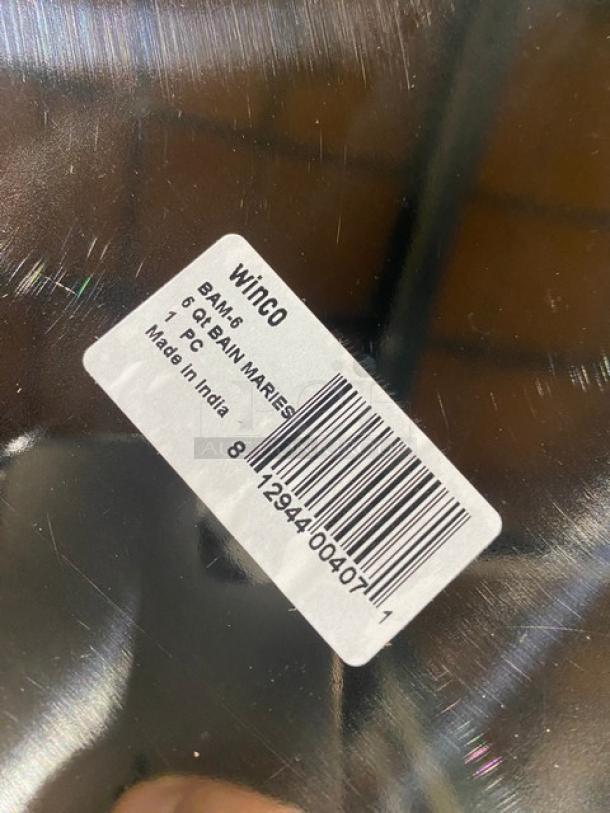 winco
BAM-6
6 Qt BAIN MARIES
1 PC
Made in India
8 12944 00407 1